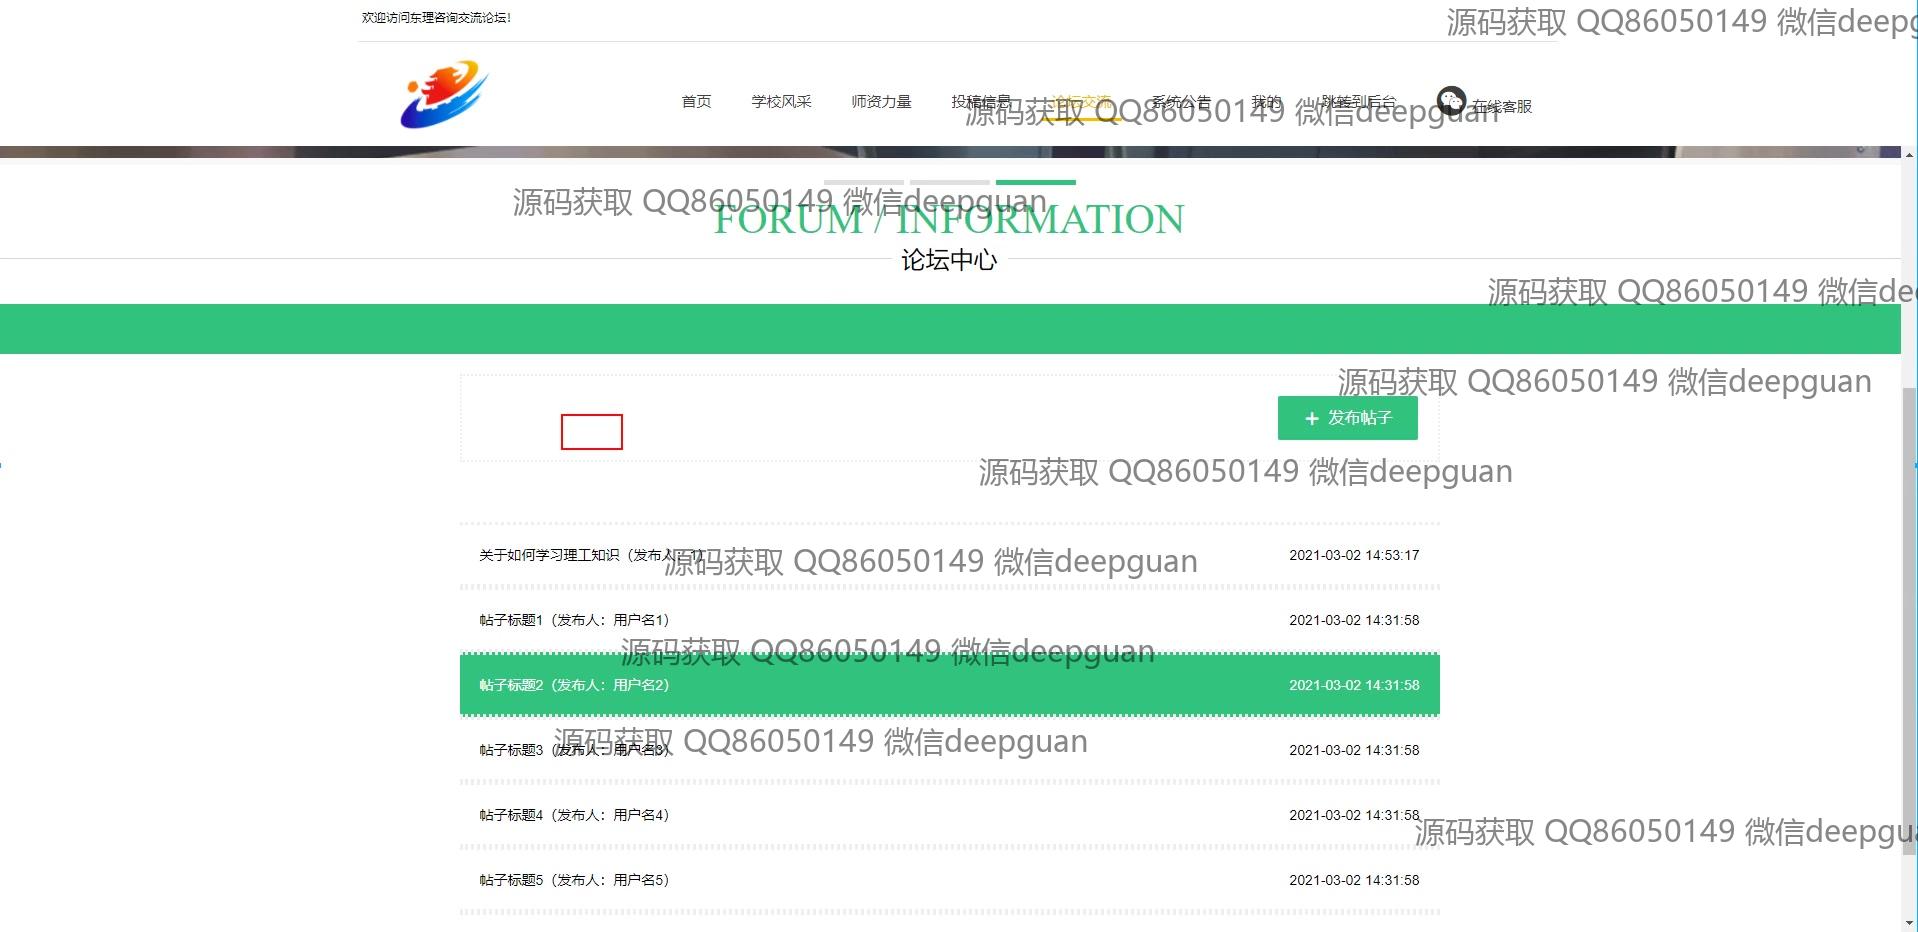 欢迎访问东理咨询交流论坛!
源码获取 QQ86050149 微信deepg
首页 学校风采 师资力量 投稿信息 论坛交流 系统公告 我的 跳转到后台 在线客服
源码获取 QQ86050149 微信deepguan
源码获取 QQ86050149 微信deepguan
FORUM / INFORMATION
论坛中心
源码获取 QQ86050149 微信dee
源码获取 QQ86050149 微信deepguan
+ 发布帖子
源码获取 QQ86050149 微信deepguan
关于如何学习理工知识（发布人：1） 2021-03-02 14:53:17
源码获取 QQ86050149 微信deepguan
帖子标题1（发布人：用户名1） 2021-03-02 14:31:58
源码获取 QQ86050149 微信deepguan
帖子标题2（发布人：用户名2） 2021-03-02 14:31:58
源码获取 QQ86050149 微信deepguan
帖子标题3（发布人：用户名3） 2021-03-02 14:31:58
帖子标题4（发布人：用户名4） 2021-03-02 14:31:58
源码获取 QQ86050149 微信deepgua
帖子标题5（发布人：用户名5） 2021-03-02 14:31:58